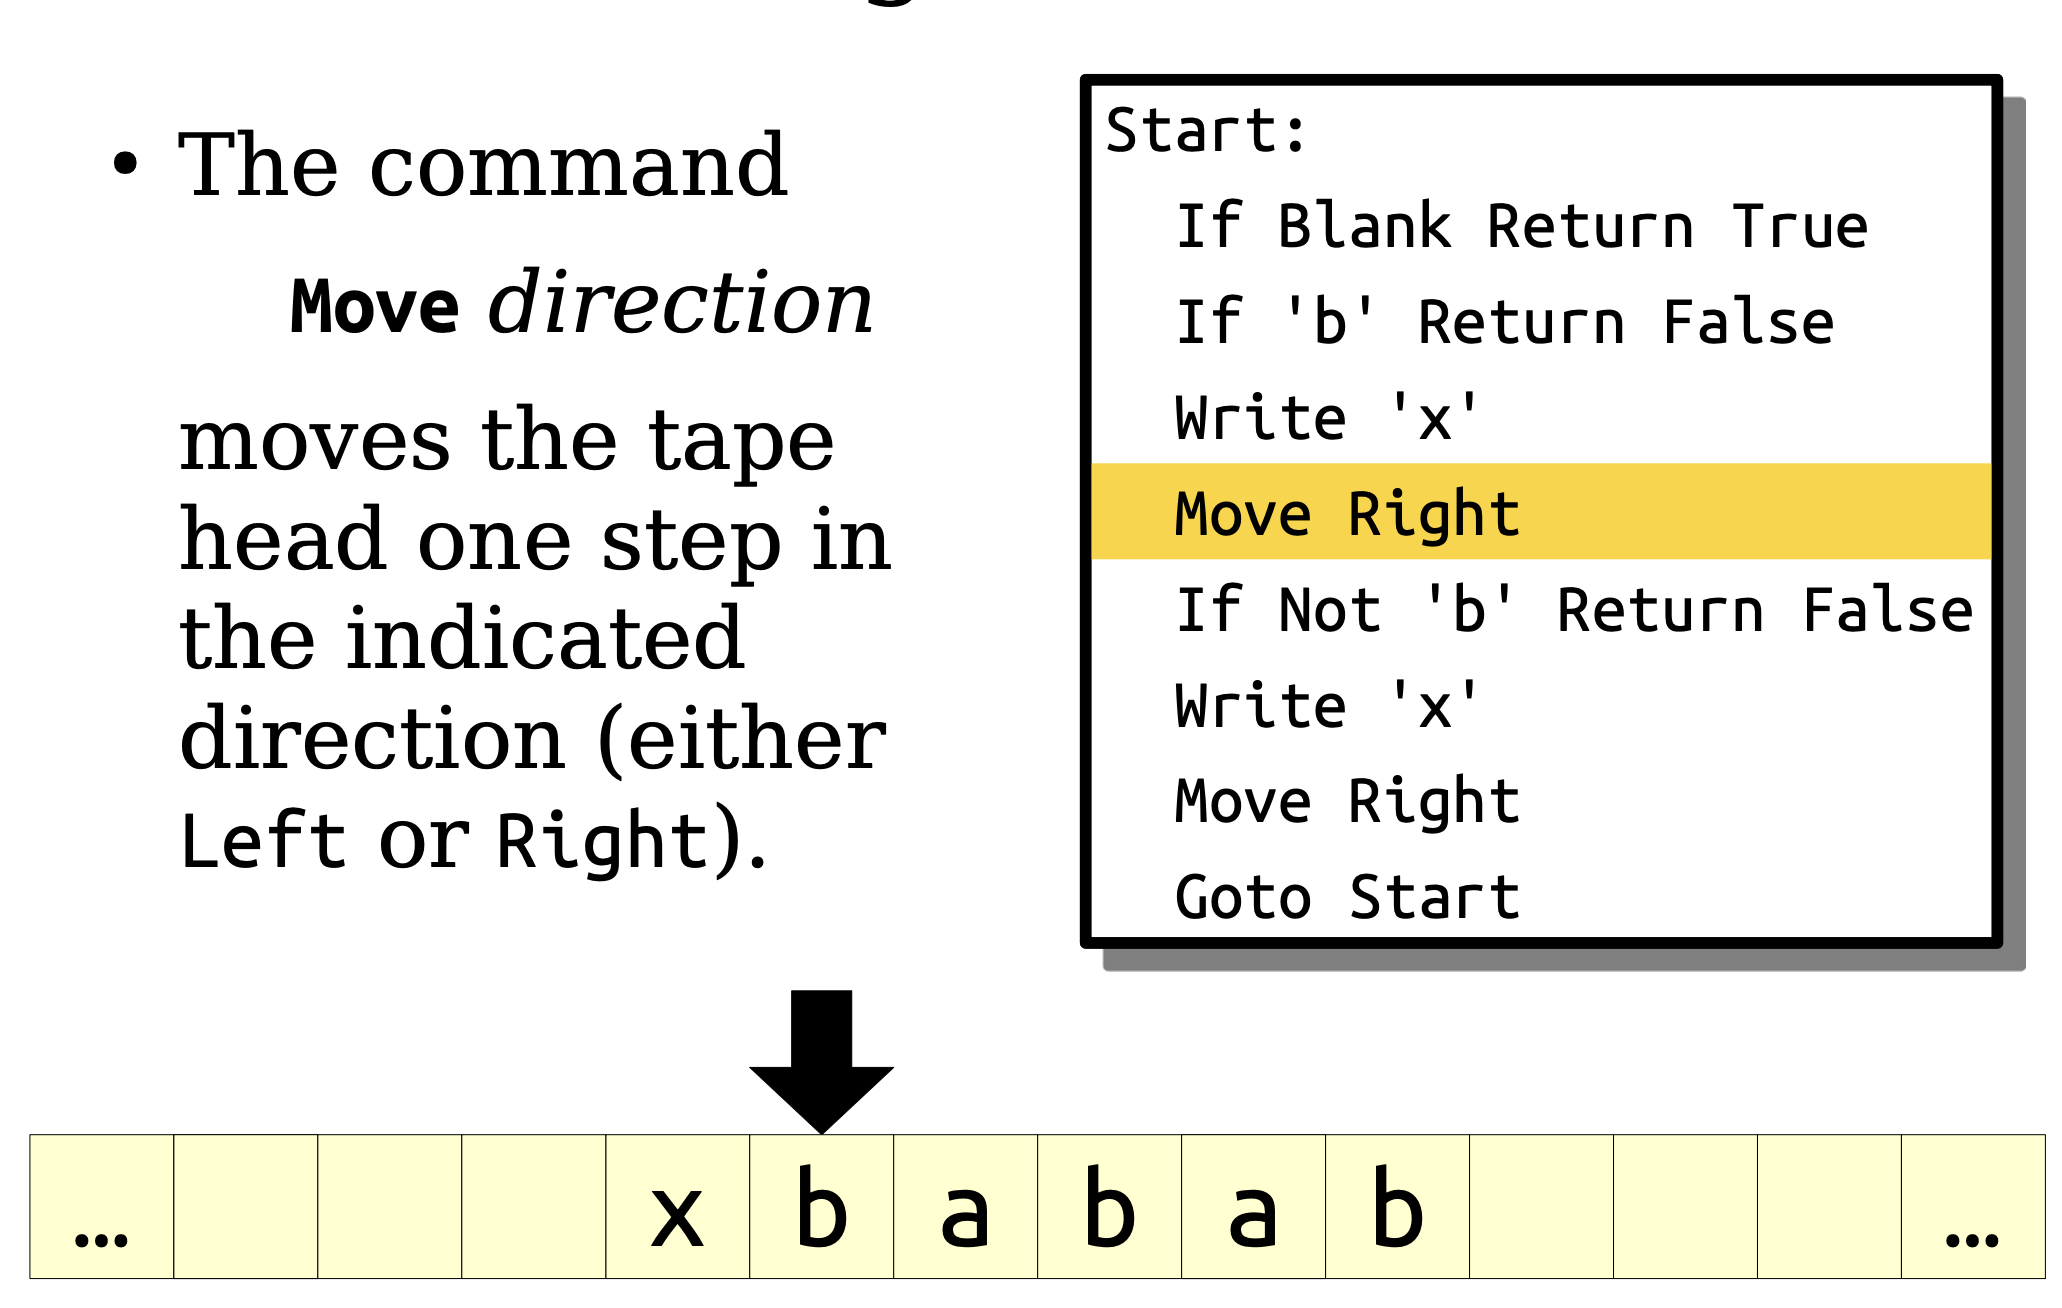 • The command
Move direction
moves the tape
head one step in
the indicated
direction (either
Left or Right).
Start:
If Blank Return True
If 'b' Return False
Write 'x'
Move Right
If Not 'b' Return False
Write 'x'
Move Right
Goto Start
… x b a b a b …